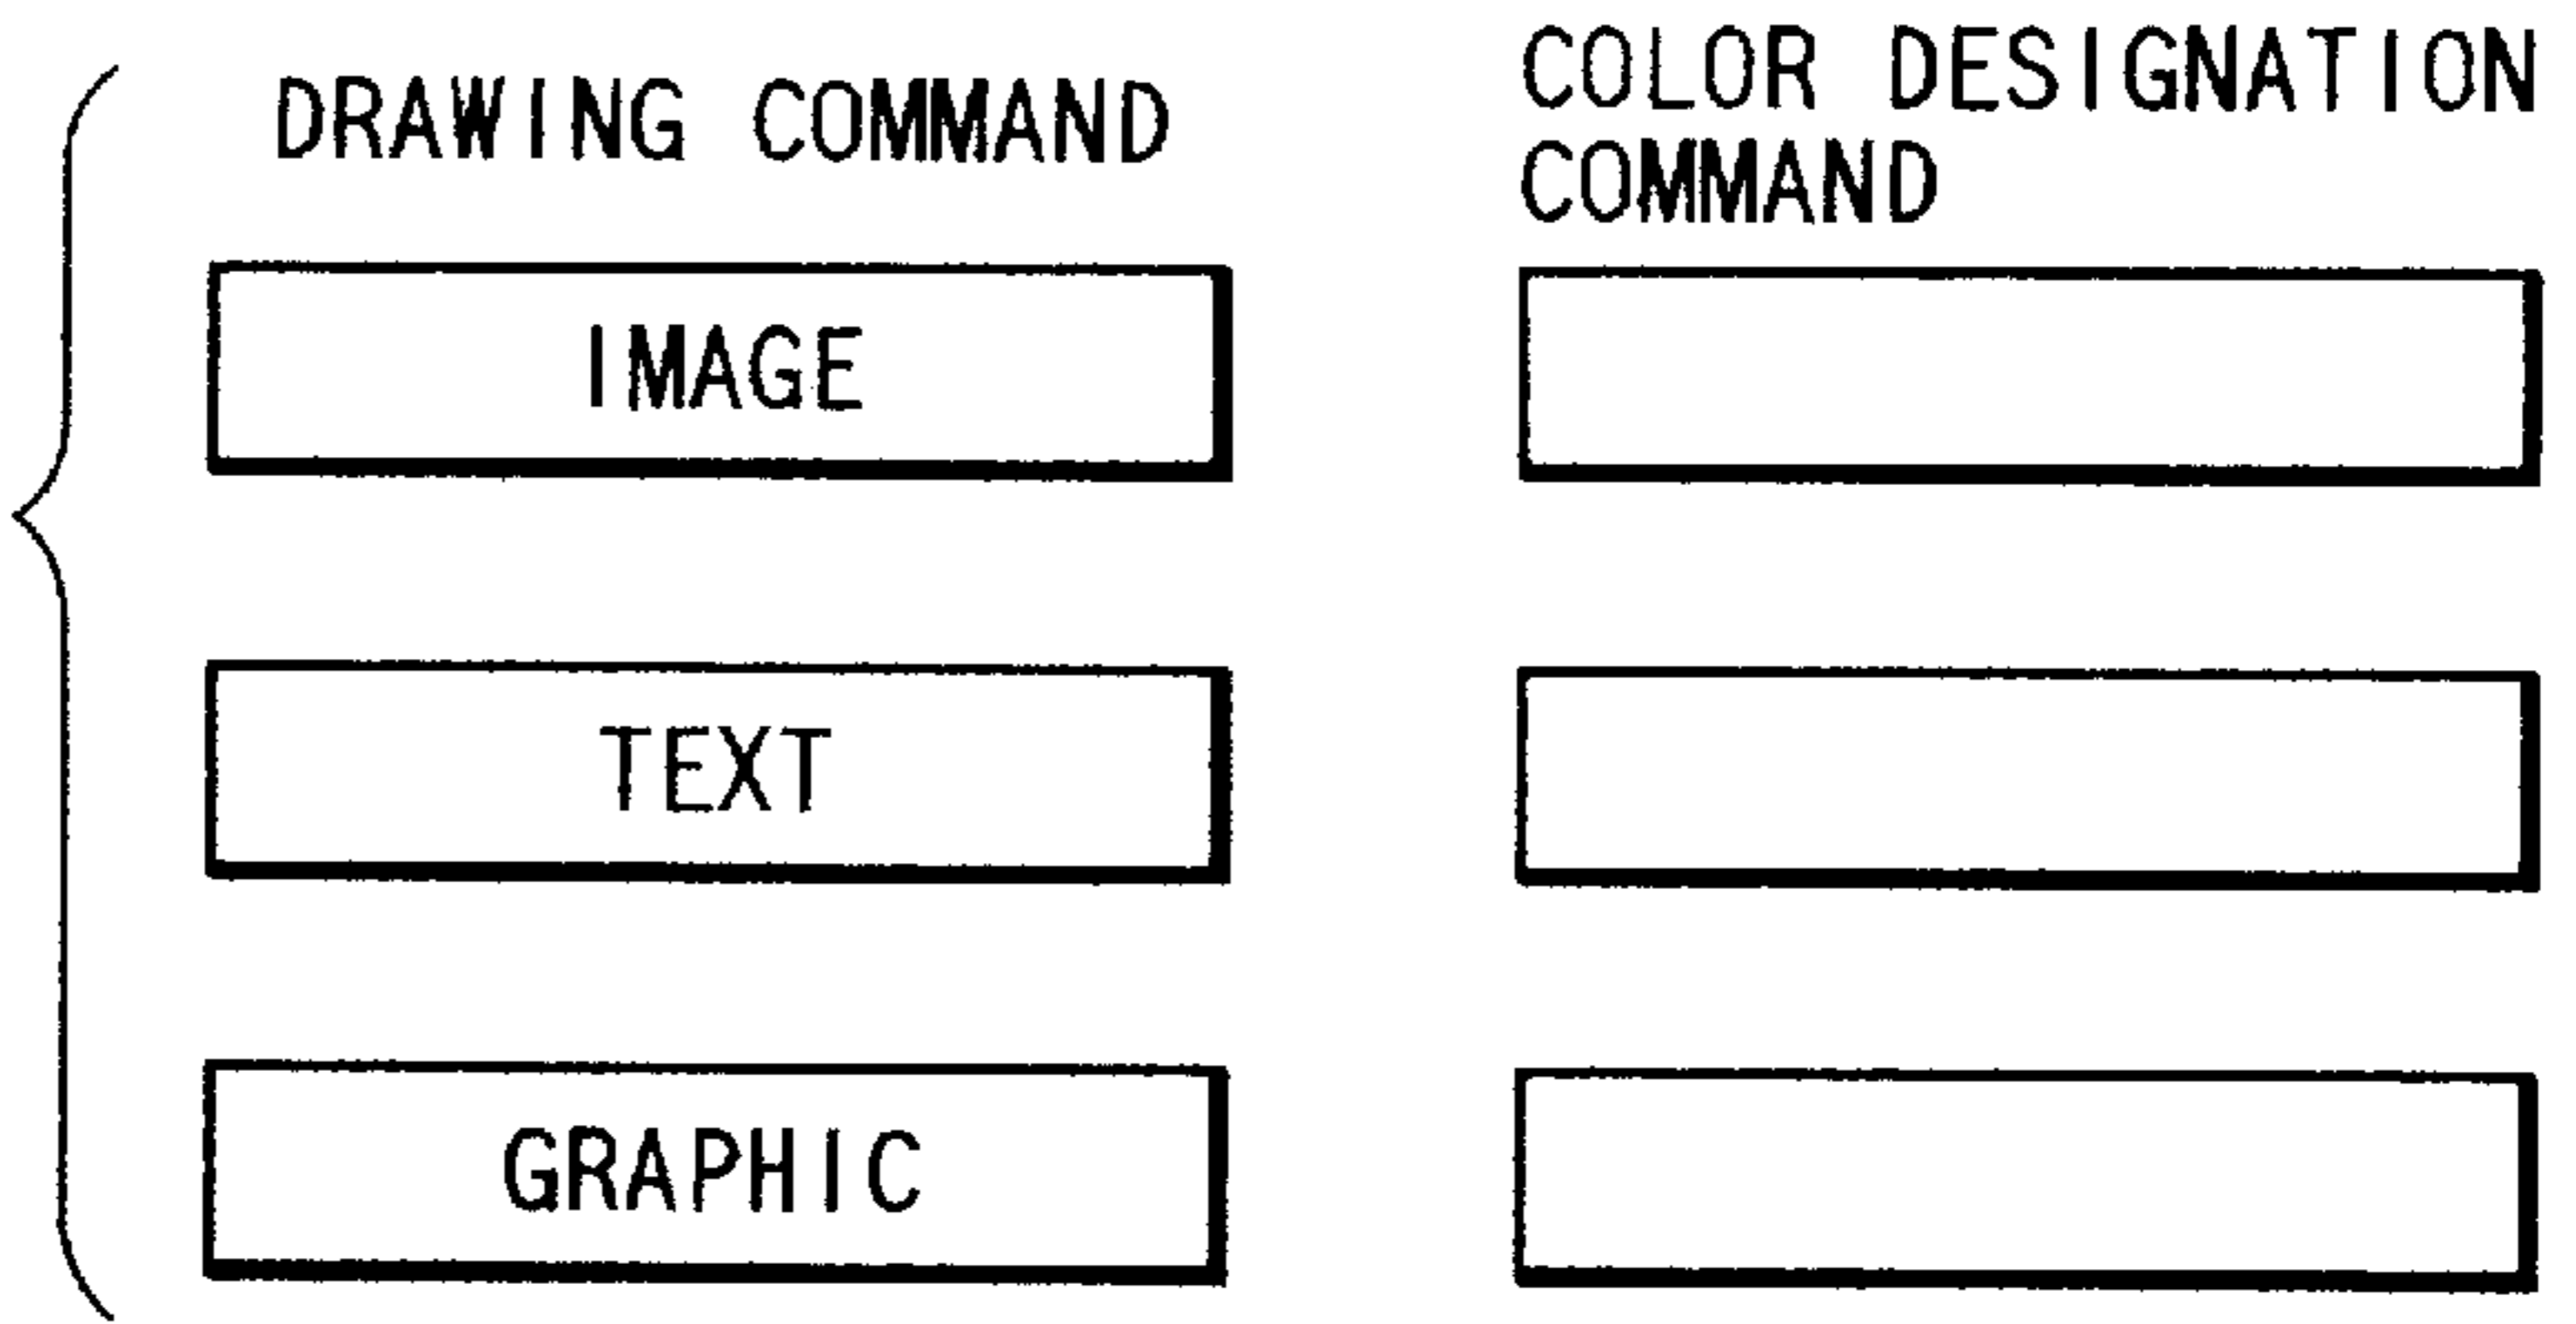 DRAWING COMMAND
COLOR DESIGNATION
COMMAND
IMAGE
TEXT
GRAPHIC